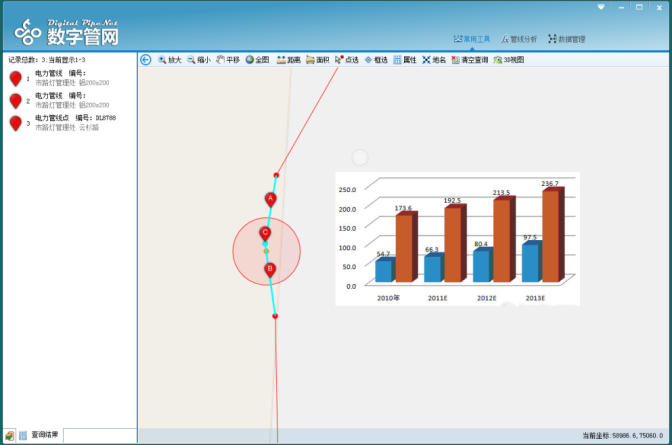 Digital Pipe.Net
数字管网
常用工具 管线分析 数据管理
记录总数: 3.当前显示1-3
放大 缩小 平移 全图 距离 面积 点选 框选 属性 地名 清空查询 3D视图
1 电力管线 编号:
市路灯管理处 铝200x200
2 电力管线 编号:
市路灯管理处 铝200x200
3 电力管线点 编号: DL8788
市路灯管理处 云杉路
A
C
B
250.0
200.0
150.0
100.0
50.0
0.0
54.7 173.6 66.3 192.5 80.4 213.5 97.5 236.7
2010年 2011E 2012E 2013E
查询结果
当前坐标:58986.6,75060.0